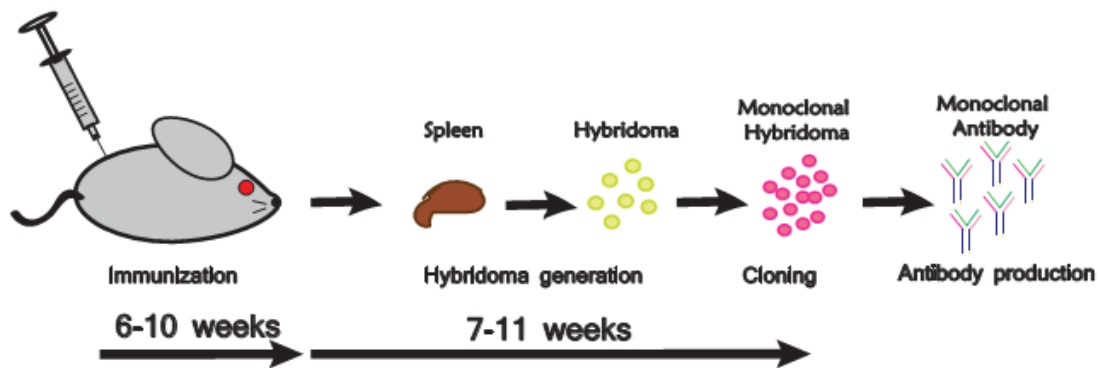 Spleen
Hybridoma
Monoclonal
Hybridoma
Monoclonal
Antibody
Immunization
Hybridoma generation
Cloning
Antibody production
6-10 weeks
7-11 weeks